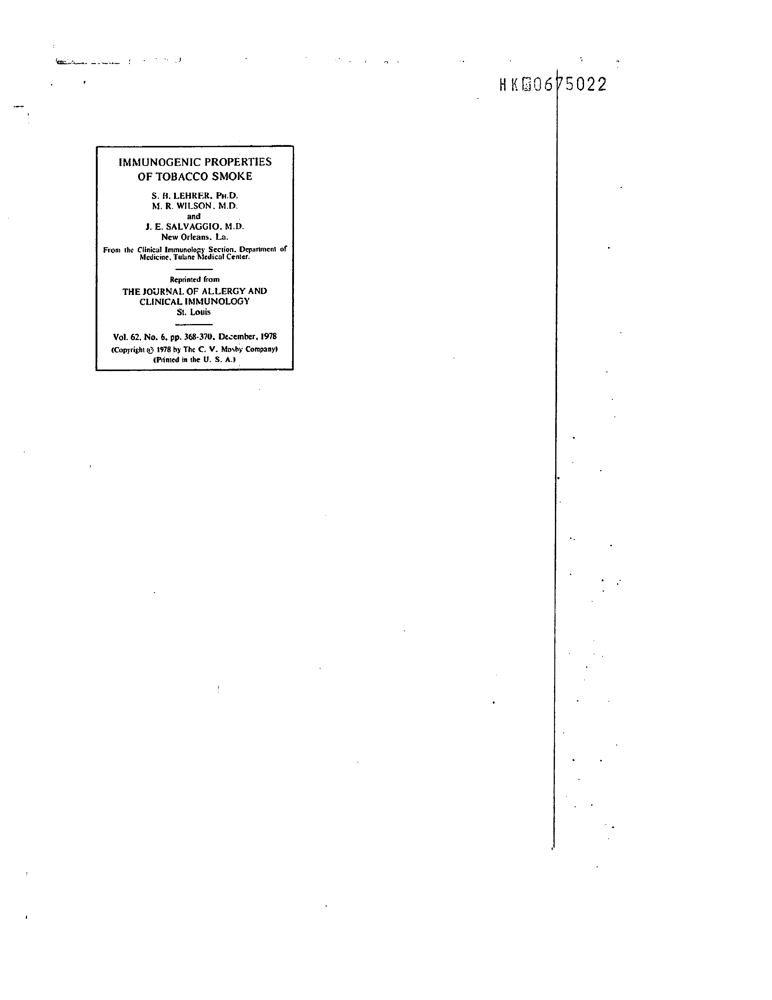 HK0675022
IMMUNOGENIC PROPERTIES
OF TOBACCO SMOKE
S. B. LEHRER, PH.D.
M. R. WILSON, M.D.
and
J. E. SALVAGGIO, M.D.
New Orleans, La.
From the Clinical Immunology Section, Department of
Medicine, Tulane Medical Center.
Reprinted from
THE JOURNAL OF ALLERGY AND
CLINICAL IMMUNOLOGY
St. Louis
Vol. 62, No. 6, pp. 368-370, December, 1978
(Copyright © 1978 by The C. V. Mosby Company)
(Printed in the U. S. A.)